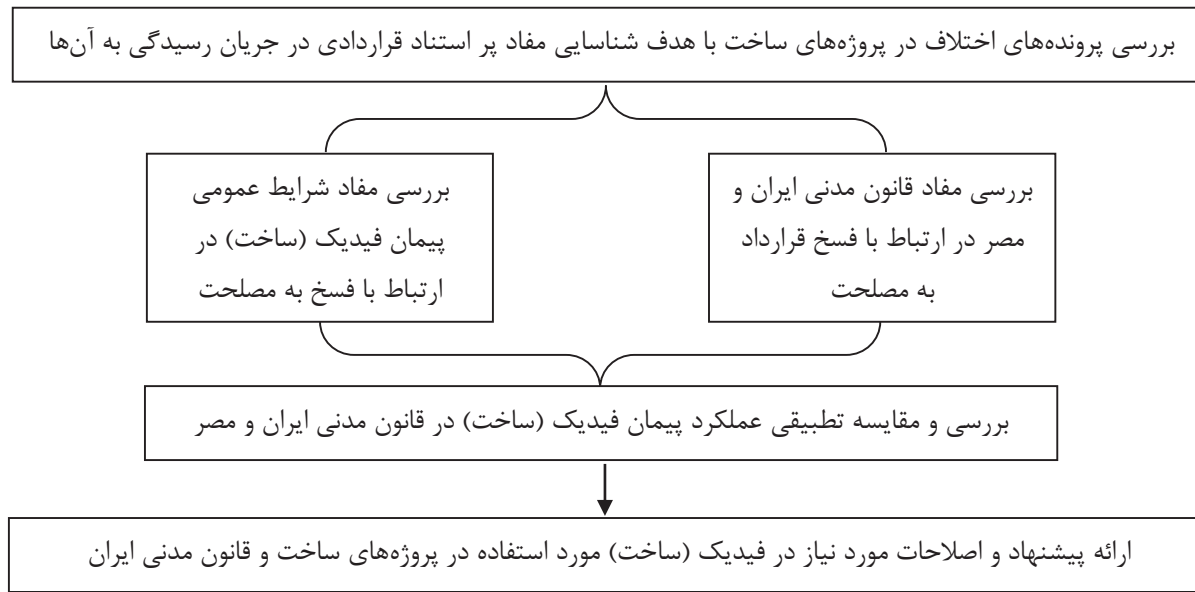 بررسی پرونده‌های اختلاف در پروژه‌های ساخت با هدف شناسایی مفاد پر استناد قراردادی در جریان رسیدگی به آن‌ها
بررسی مفاد قانون مدنی ایران و
مصر در ارتباط با فسخ قرارداد
به مصلحت
بررسی مفاد شرایط عمومی
پیمان فیدیک (ساخت) در
ارتباط با فسخ به مصلحت
بررسی و مقایسه تطبیقی عملکرد پیمان فیدیک (ساخت) در قانون مدنی ایران و مصر
ارائه پیشنهاد و اصلاحات مورد نیاز در فیدیک (ساخت) مورد استفاده در پروژه‌های ساخت و قانون مدنی ایران